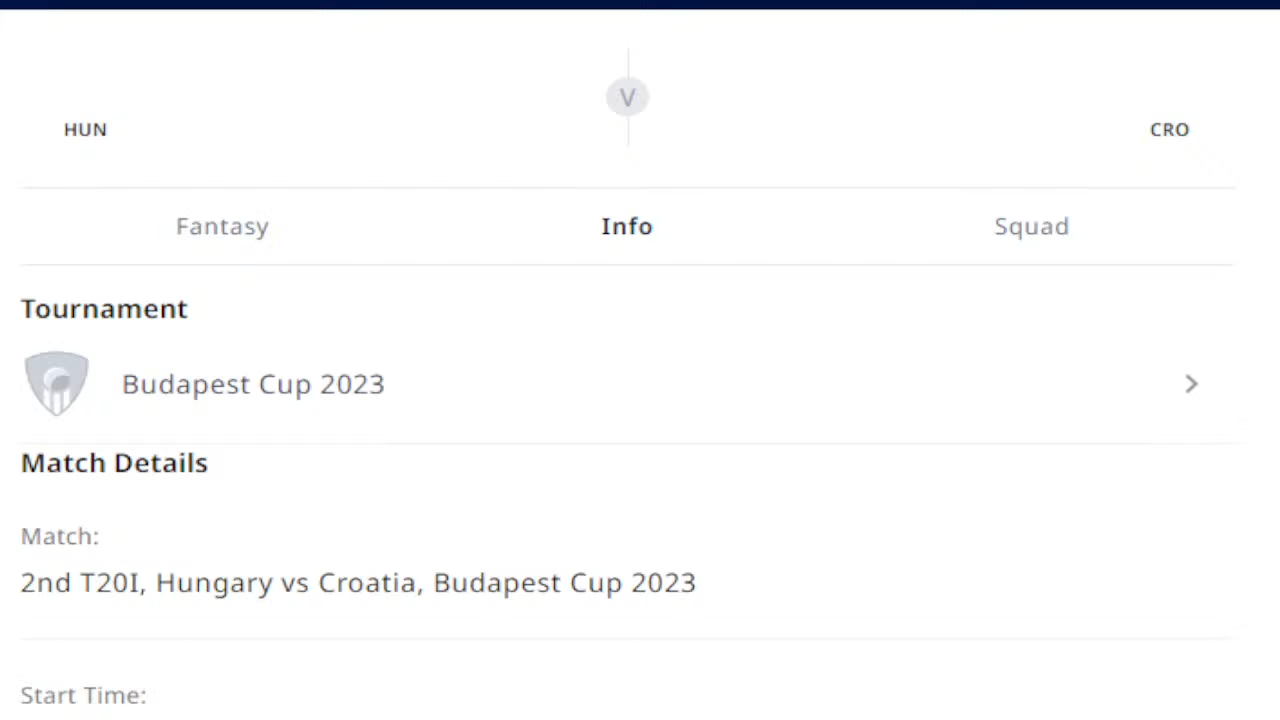 V
HUN CRO
Fantasy Info Squad
Tournament
Budapest Cup 2023
Match Details
Match:
2nd T20I, Hungary vs Croatia, Budapest Cup 2023
Start Time: